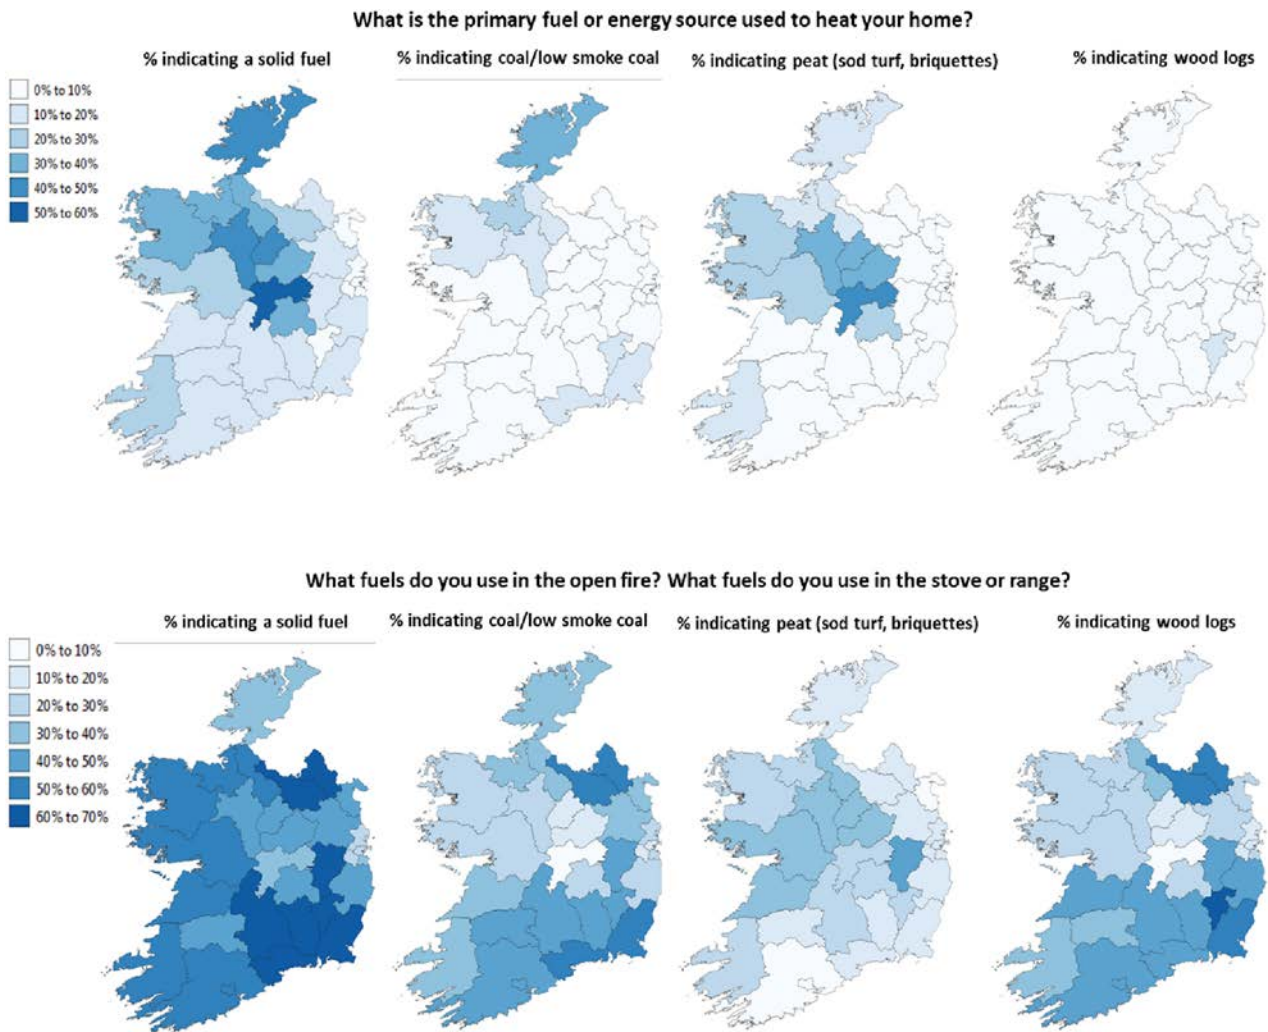 What is the primary fuel or energy source used to heat your home?
% indicating a solid fuel
% indicating coal/low smoke coal
% indicating peat (sod turf, briquettes)
% indicating wood logs
0% to 10%
10% to 20%
20% to 30%
30% to 40%
40% to 50%
50% to 60%
What fuels do you use in the open fire? What fuels do you use in the stove or range?
% indicating a solid fuel
% indicating coal/low smoke coal
% indicating peat (sod turf, briquettes)
% indicating wood logs
0% to 10%
10% to 20%
20% to 30%
30% to 40%
40% to 50%
50% to 60%
60% to 70%